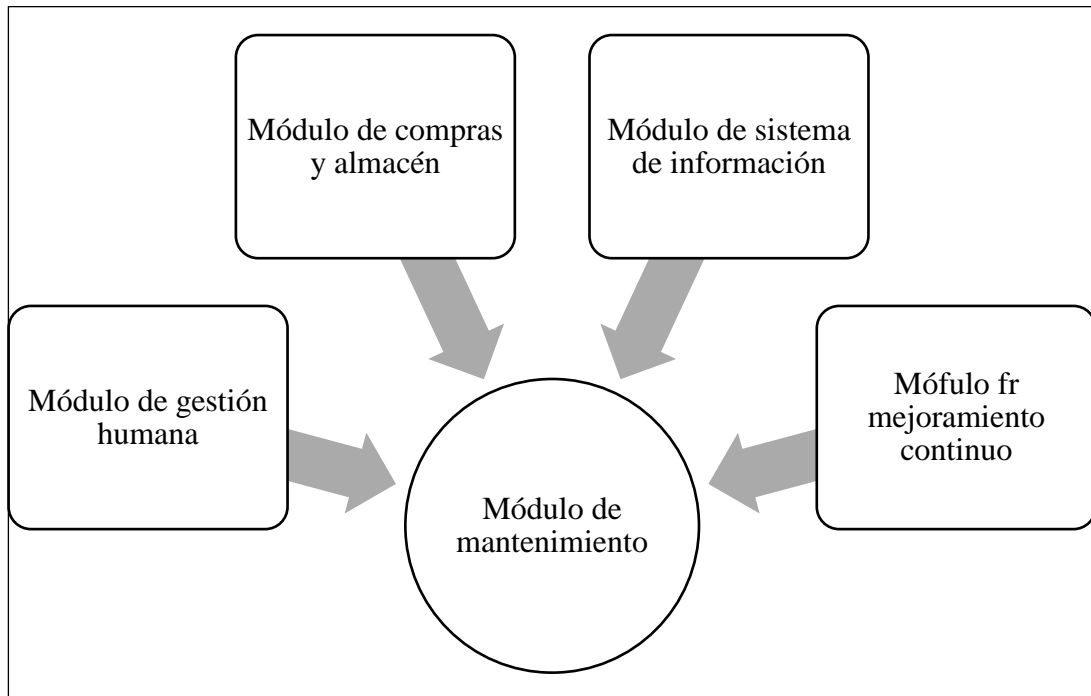 Módulo de compras
y almacén
Módulo de sistema
de información
Módulo de gestión
humana
Mófulo fr
mejoramiento
continuo
Módulo de
mantenimiento